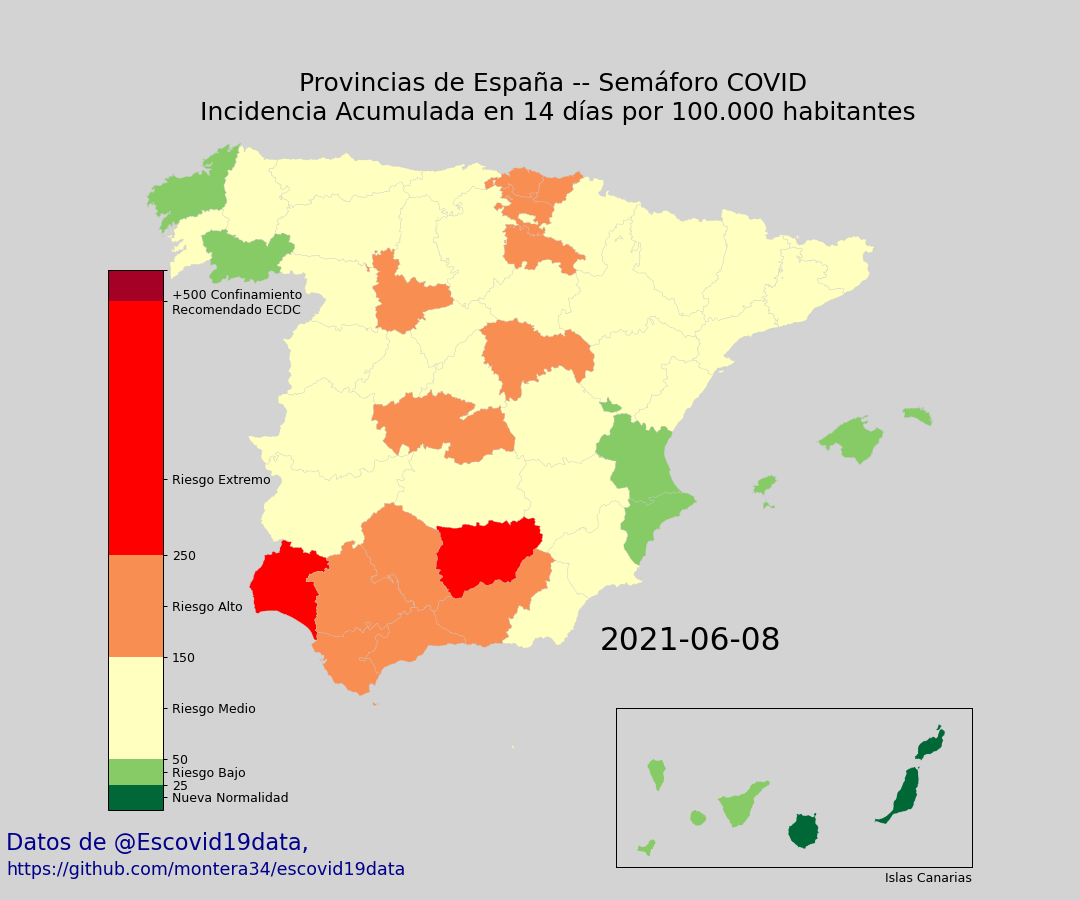 Provincias de España -- Semáforo COVID
Incidencia Acumulada en 14 días por 100.000 habitantes
+500 Confinamiento
Recomendado ECDC
Riesgo Extremo
250
Riesgo Alto
150
Riesgo Medio
50
Riesgo Bajo
25
Nueva Normalidad
2021-06-08
Islas Canarias
Datos de @Escovid19data,
https://github.com/montera34/escovid19data